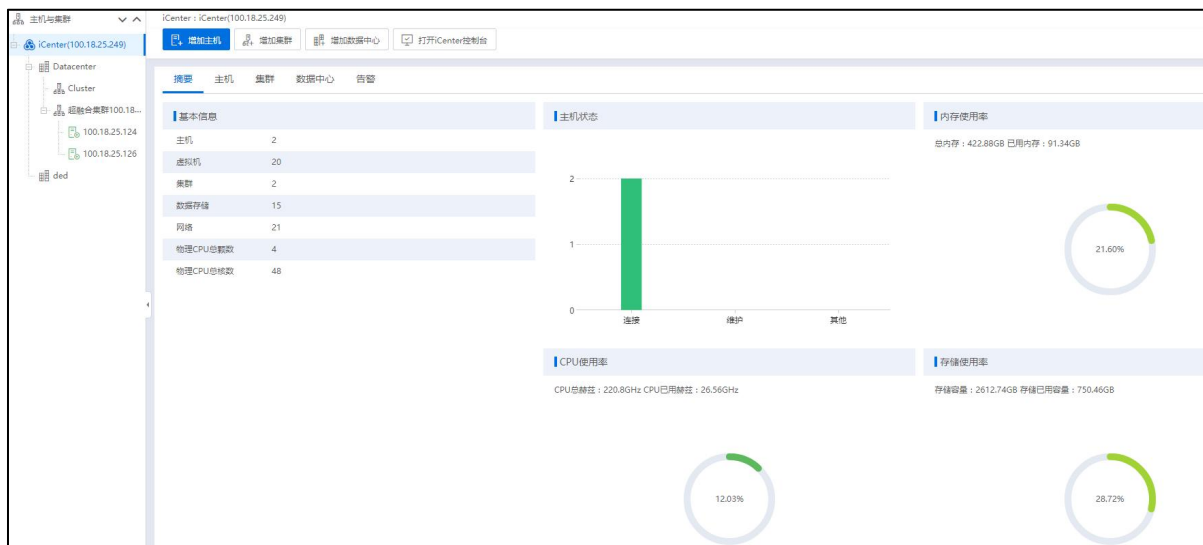 主机与集群
iCenter(100.18.25.249)
Datacenter
Cluster
超融合集群100.18...
100.18.25.124
100.18.25.126
ded
iCenter : iCenter(100.18.25.249)
增加主机 增加集群 增加数据中心 打开iCenter控制台
摘要 主机 集群 数据中心 告警
基本信息
主机 2
虚拟机 20
集群 2
数据存储 15
网络 21
物理CPU总颗数 4
物理CPU总核数 48
主机状态
2
1
0
连接 维护 其他
内存使用率
总内存：422.88GB 已用内存：91.34GB
21.60%
CPU使用率
CPU总赫兹：220.8GHz CPU已用赫兹：26.56GHz
12.03%
存储使用率
存储容量：2612.74GB 存储已用容量：750.46GB
28.72%